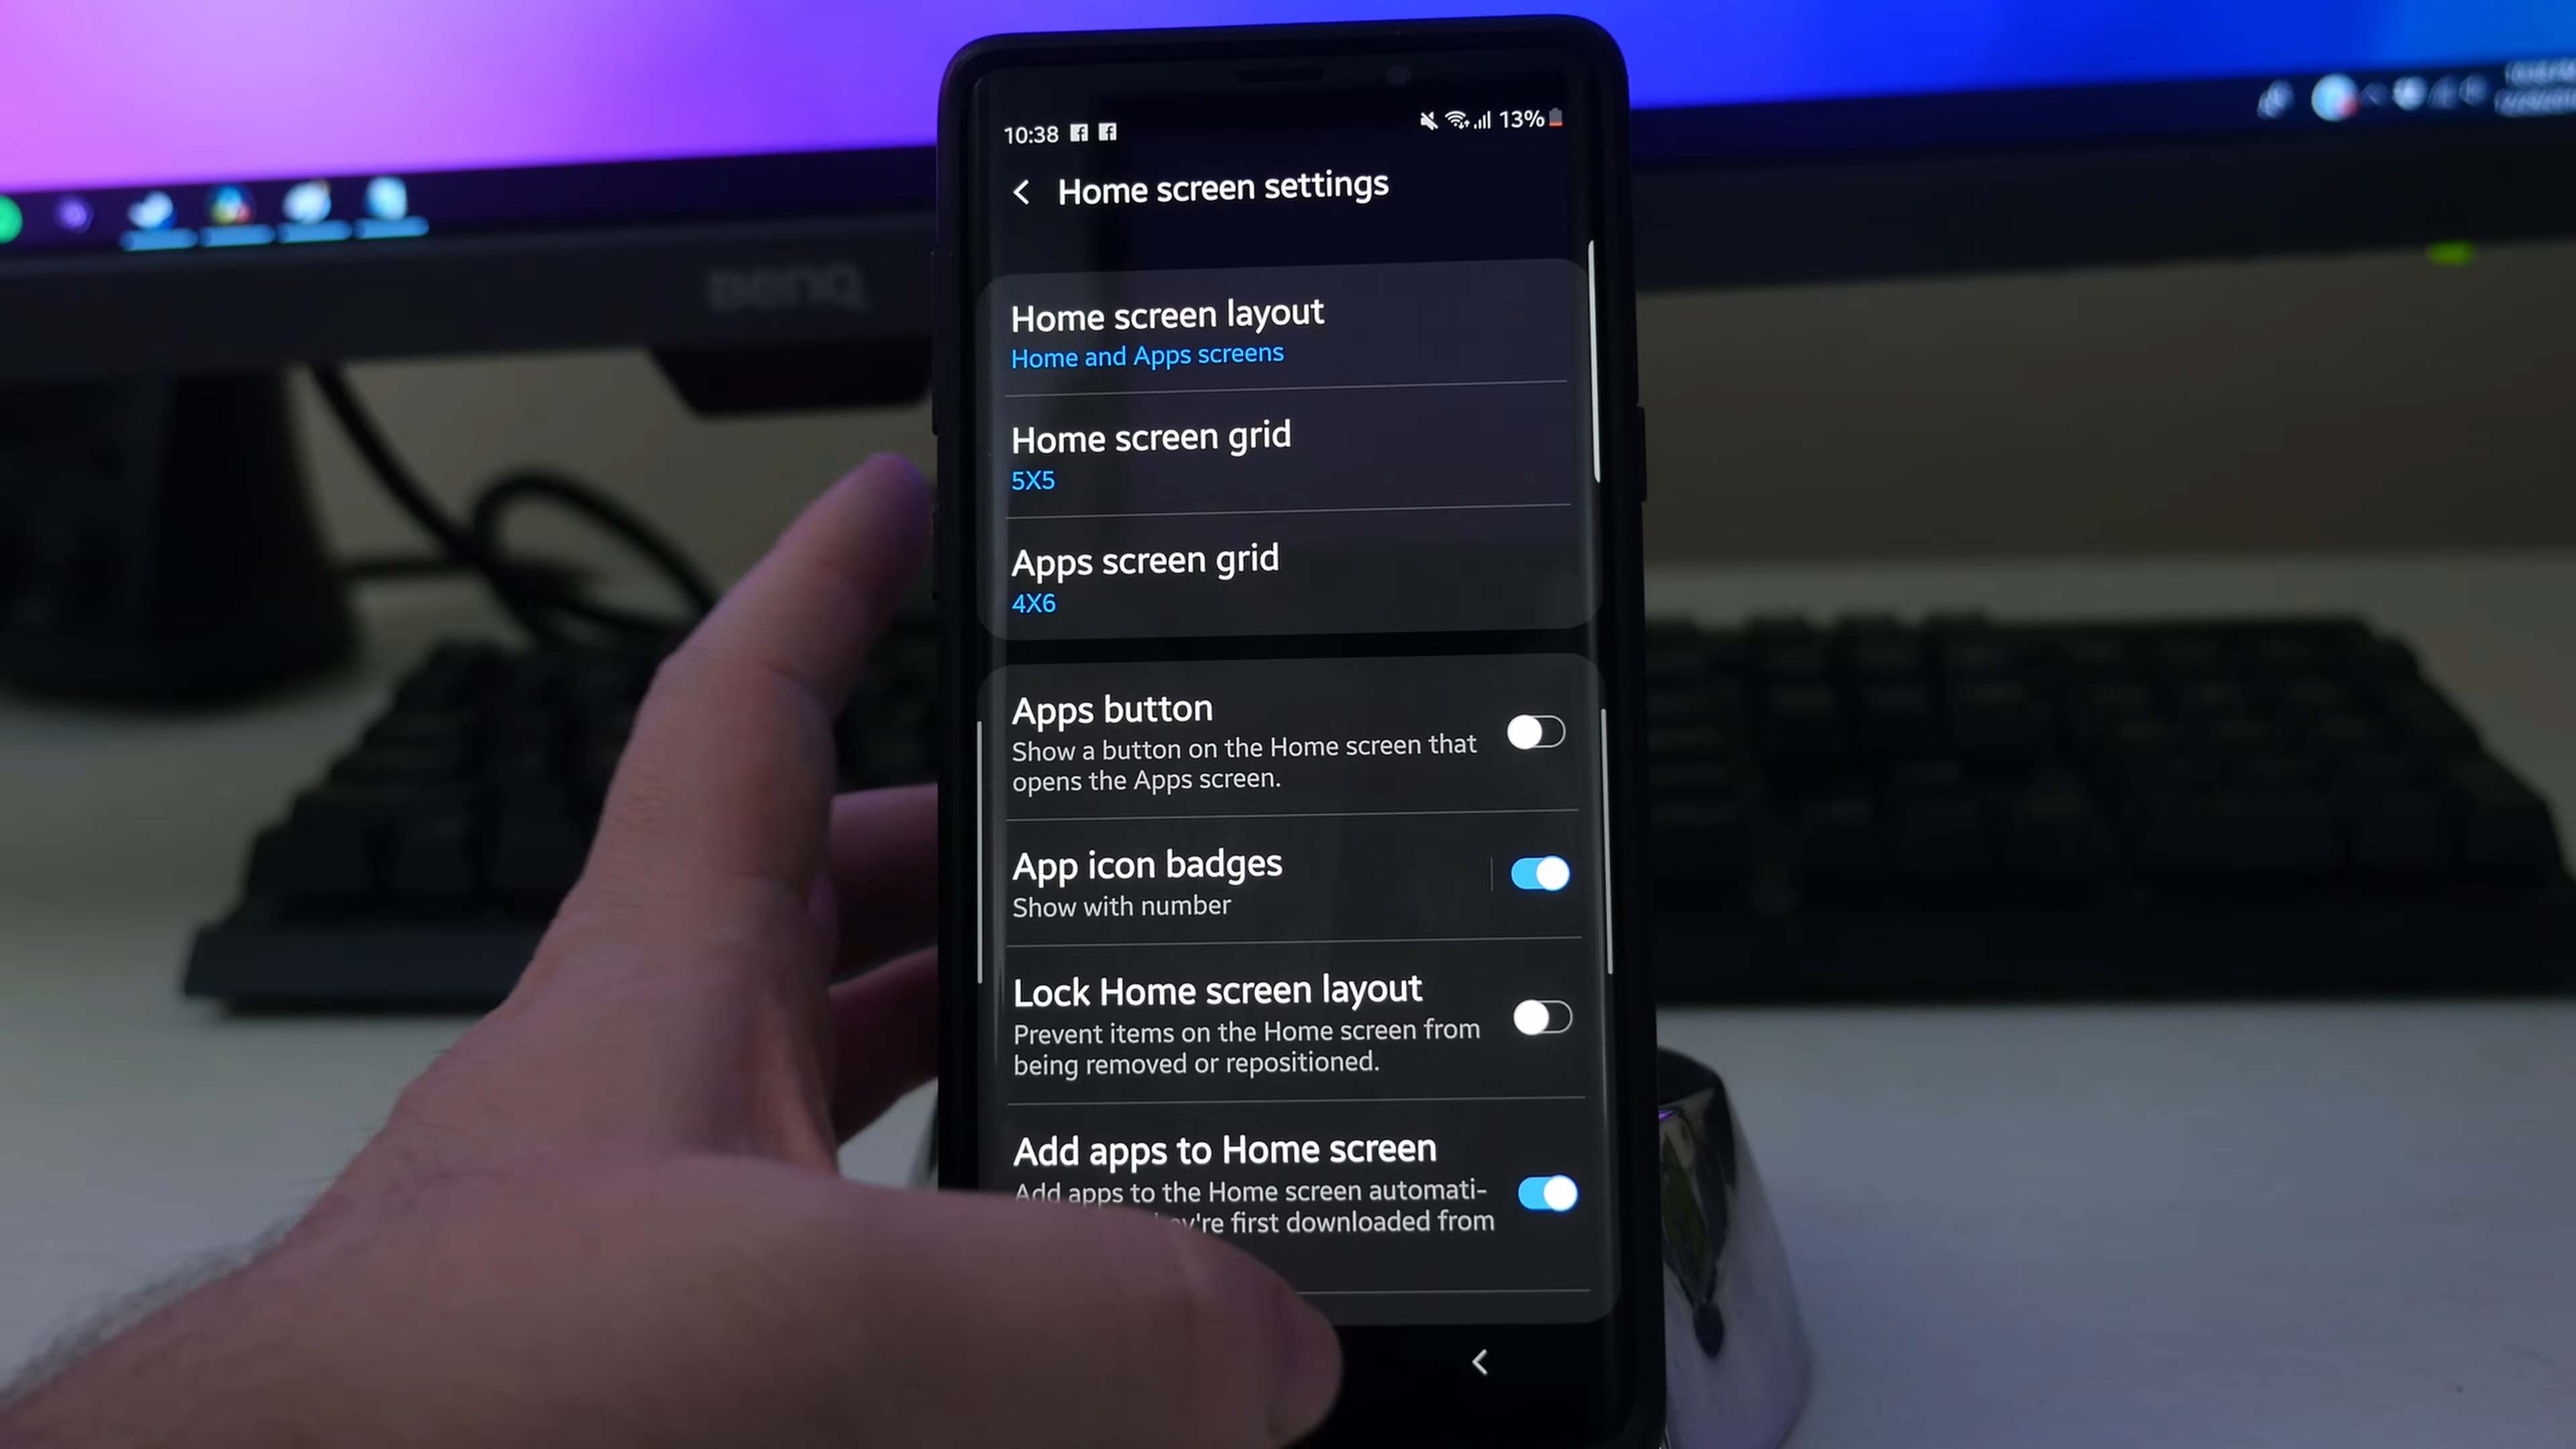 10:38
13%
Home screen settings
BenQ
Home screen layout
Home and Apps screens
Home screen grid
5X5
Apps screen grid
4X6
Apps button
Show a button on the Home screen that
opens the Apps screen.
App icon badges
Show with number
Lock Home screen layout
Prevent items on the Home screen from
being removed or repositioned.
Add apps to Home screen
Add apps to the Home screen automati-
first downloaded from